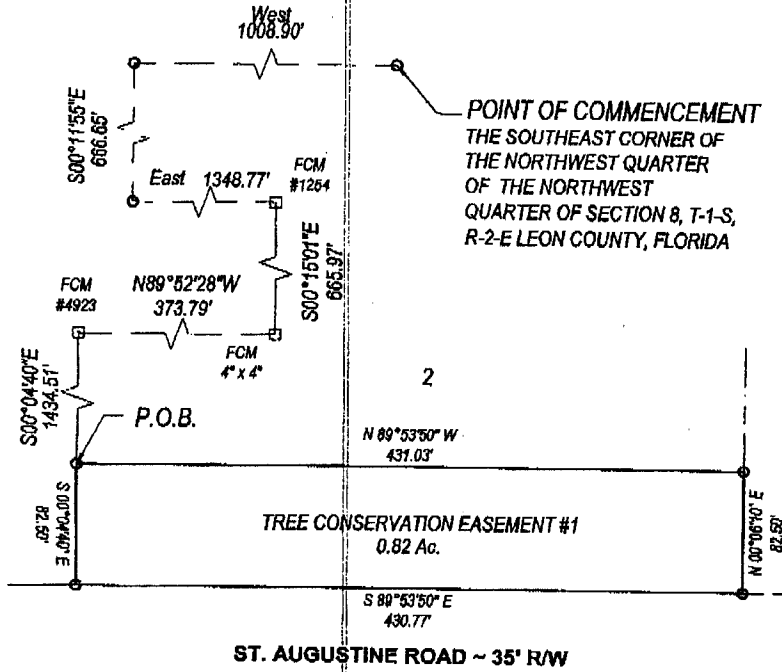 West
1008.90'
POINT OF COMMENCEMENT
THE SOUTHEAST CORNER OF
THE NORTHWEST QUARTER
OF THE NORTHWEST
QUARTER OF SECTION 8, T-1-S,
R-2-E LEON COUNTY, FLORIDA
S00°11'55"E
666.65'
East 1348.77'
FCM
#1254
S00°15'01"E
665.97'
FCM
#4923
N89°52'28"W
373.79'
FCM
4" x 4"
S00°04'40"E
1434.51'
2
P.O.B.
N 89°53'50" W
431.03'
S 00°04'40" E
82.50'
TREE CONSERVATION EASEMENT #1
0.82 Ac.
N 00°06'10" E
82.50'
S 89°53'50" E
430.77'
ST. AUGUSTINE ROAD ~ 35' R/W